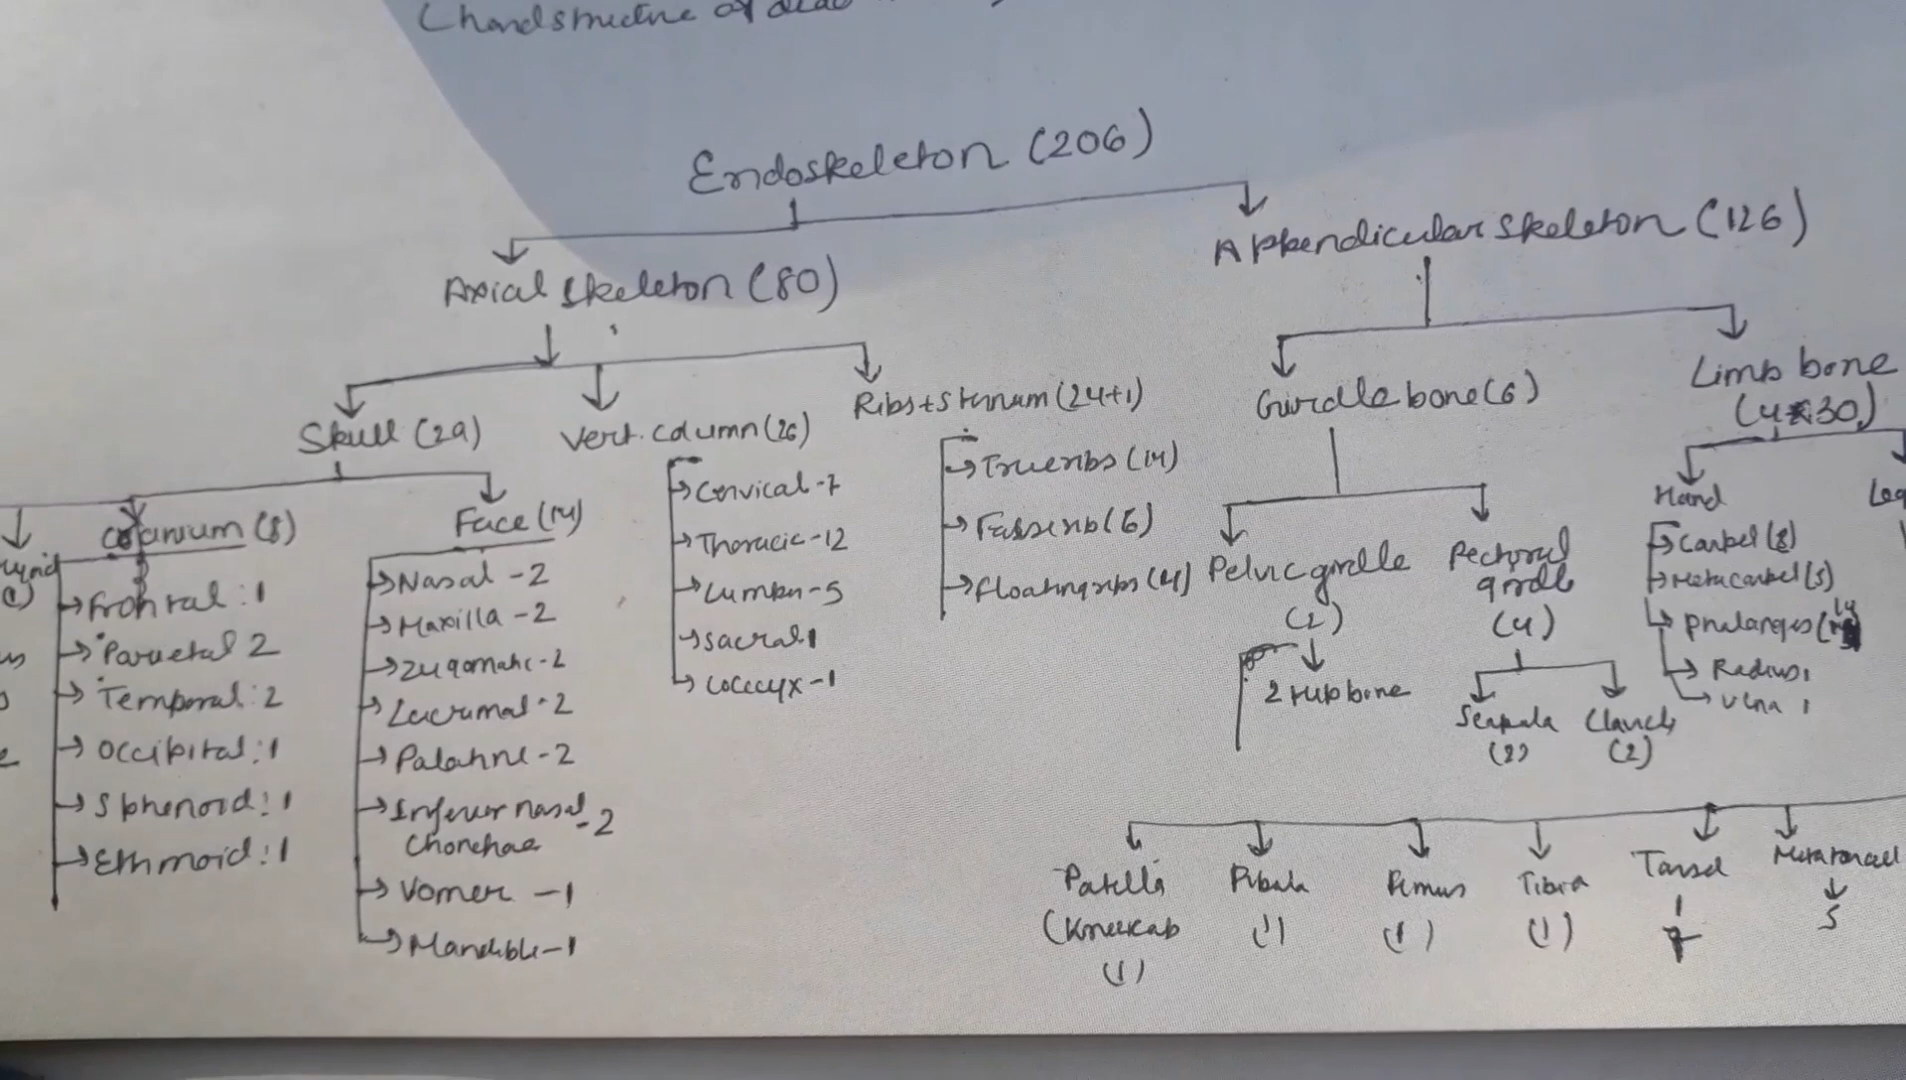 Endoskeleton (206)
Axial skeleton (80)
Appendicular skeleton (126)
Skull (29)
Vert. column (26)
Ribs + Sternum (24+1)
Girdle bone (6)
Limb bone
(4x30)
Cranium (8)
Frontal : 1
Parietal 2
Temporal : 2
Occipital : 1
Sphenoid : 1
Ethmoid : 1
Face (14)
Nasal - 2
Maxilla - 2
Zygomatic - 2
Lacrimal - 2
Palatine - 2
Inferior nasal - 2
Chonchae
Vomer - 1
Mandible - 1
Cervical - 7
Thoracic - 12
Lumber - 5
Sacral 1
Coccyx - 1
True ribs (14)
False rib (6)
Floating ribs (4)
Pelvic girdle
(2)
2 hip bone
Pectoral
girdle
(4)
Scapula
(2)
(2)
Hand
Carpel (8)
Metacarpel (5)
Phalanges (14
Radius 1
Ulna 1
Patella
(Kneecap
(1)
Fibula
(1)
(1)
Tibia
(1)
Tarsal
7
5